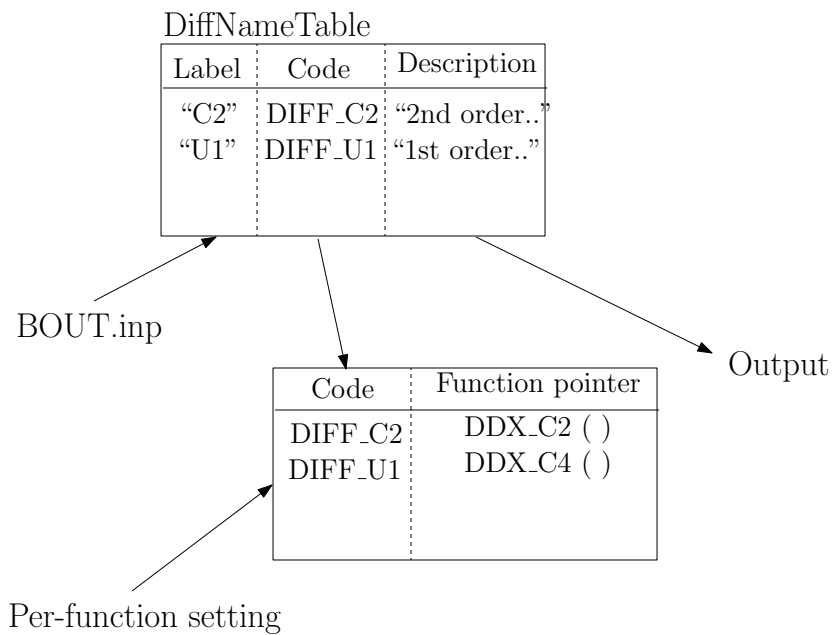 DiffNameTable
Label Code Description
“C2” DIFF_C2 “2nd order..”
“U1” DIFF_U1 “1st order..”
BOUT.inp
Output
Code Function pointer
DIFF_C2 DDX_C2 ( )
DIFF_U1 DDX_C4 ( )
Per-function setting